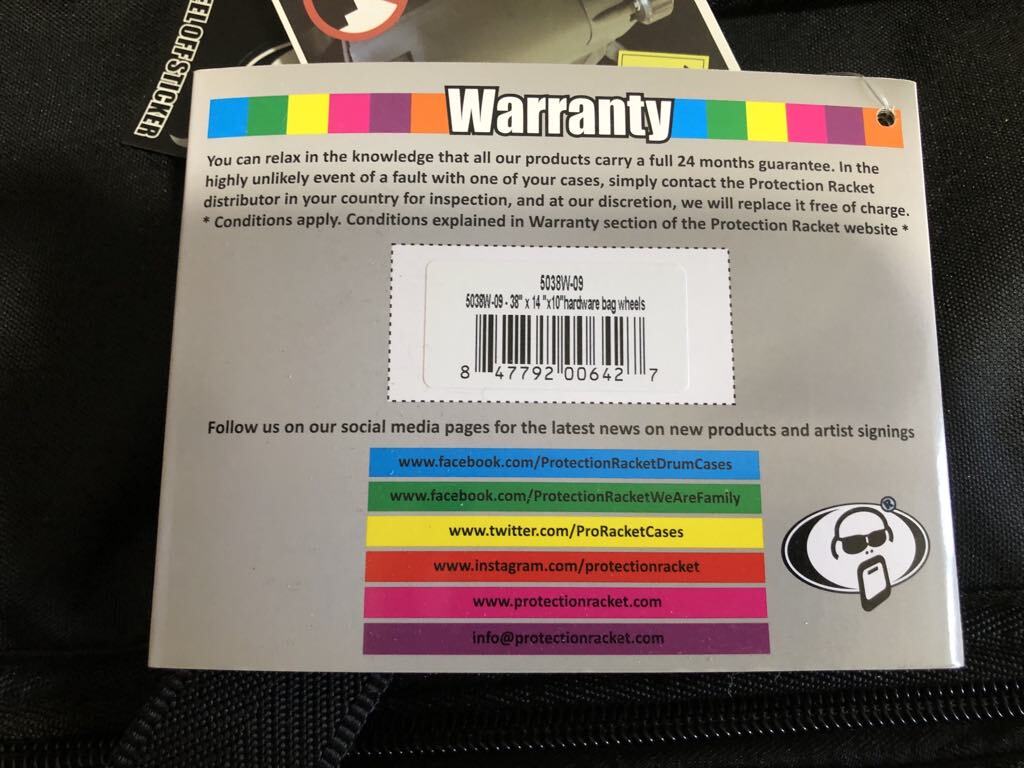 EEL OFF STICKER
Warranty
You can relax in the knowledge that all our products carry a full 24 months guarantee. In the
highly unlikely event of a fault with one of your cases, simply contact the Protection Racket
distributor in your country for inspection, and at our discretion, we will replace it free of charge.
* Conditions apply. Conditions explained in Warranty section of the Protection Racket website *
5038W-09
5038W-09 - 38" x 14 "x10"hardware bag wheels
8 47792 00642 7
Follow us on our social media pages for the latest news on new products and artist signings
www.facebook.com/ProtectionRacketDrumCases
www.facebook.com/ProtectionRacketWeAreFamily
www.twitter.com/ProRacketCases
www.instagram.com/protectionracket
www.protectionracket.com
info@protectionracket.com
®